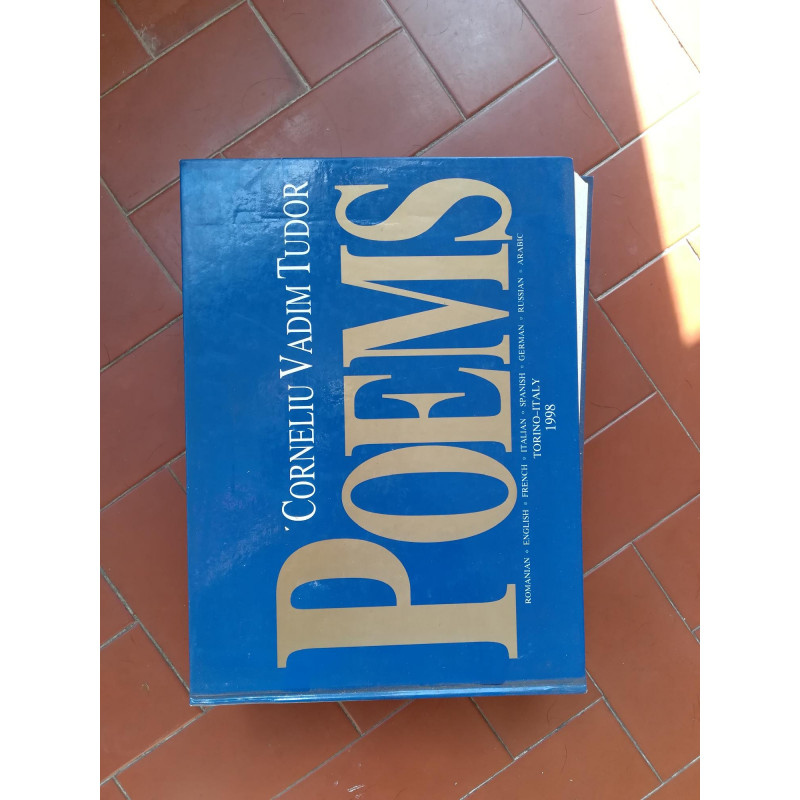 CORNELIU VADIM TUDOR
POEMS
ROMANIAN ◦ ENGLISH ◦ FRENCH ◦ ITALIAN ◦ SPANISH ◦ GERMAN ◦ RUSSIAN ◦ ARABIC
TORINO-ITALY
1998